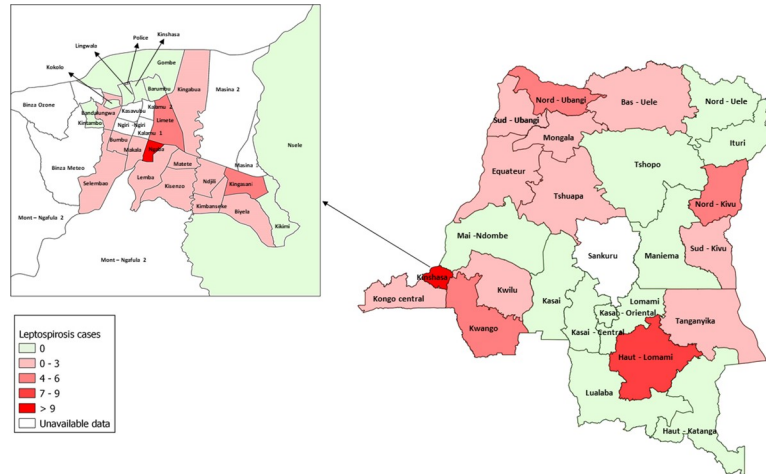 Police
Kinshasa
Lingwala
Gombe
Kokolo
Barumbu
Kingabua
Masina 2
Binza Ozone
Kasavubu
Kalamu 2
Bandalungwa
Limete
Kintambo
Ngiri -Ngiri
Kalamu 1
Bumbu
Makala
Nsele
Binza Meteo
Matete
Masina 1
Lemba
Ndjili
Kingasani
Selembao
Kisenzo
Kimbanseke
Biyela
Mont – Ngafula 2
Kikimi
Mont – Ngafula 2
Leptospirosis cases
0
0 - 3
4 - 6
7 - 9
> 9
Unavailable data
Nord - Ubangi
Bas - Uele
Nord - Uele
Sud - Ubangi
Mongala
Ituri
Tshopo
Equateur
Tshuapa
Nord - Kivu
Mai -Ndombe
Sankuru
Maniema
Sud - Kivu
Kinshasa
Kwilu
Kongo central
Kasai
Lomami
Kasai - Oriental
Tanganyika
Kwango
Kasai - Central
Haut - Lomami
Lualaba
Haut - Katanga